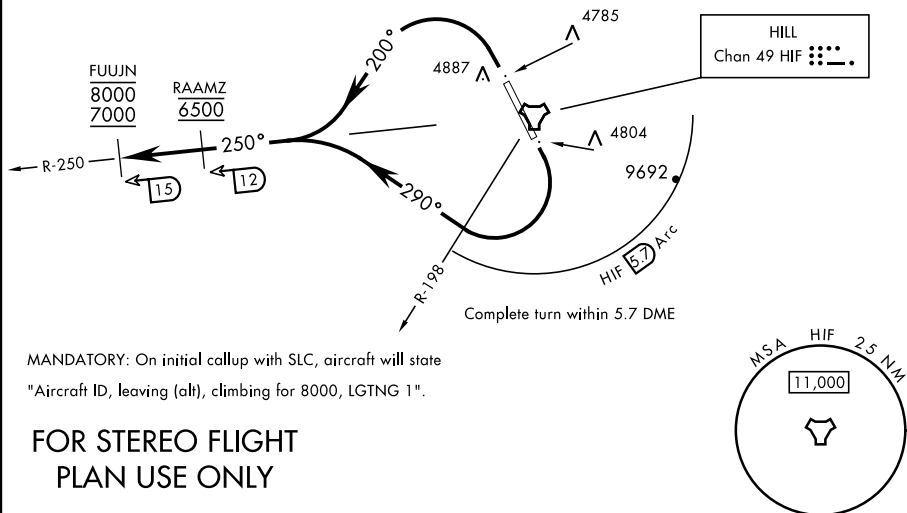 4785
HILL
Chan 49 HIF
4887
200°
FUUJN
8000
7000
RAAMZ
6500
4804
250°
R-250
15
12
290°
9692
R-198
HIF 5.7 Arc
Complete turn within 5.7 DME
MANDATORY: On initial callup with SLC, aircraft will state
"Aircraft ID, leaving (alt), climbing for 8000, LGTNG 1".
MSA HIF 25 NM
11,000
FOR STEREO FLIGHT
PLAN USE ONLY